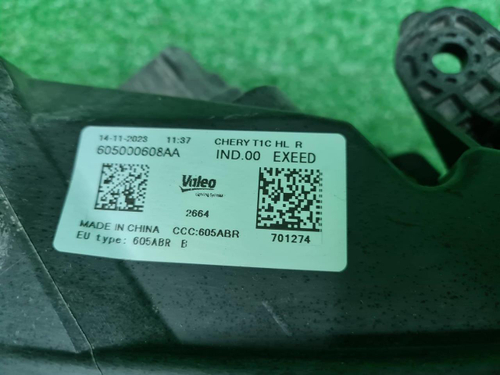 14-11-2023 11:37 CHERY T1C HL R
605000608AA IND.00 EXEED
Valeo
2664
MADE IN CHINA CCC:605ABR 701274
EU type: 605ABR B